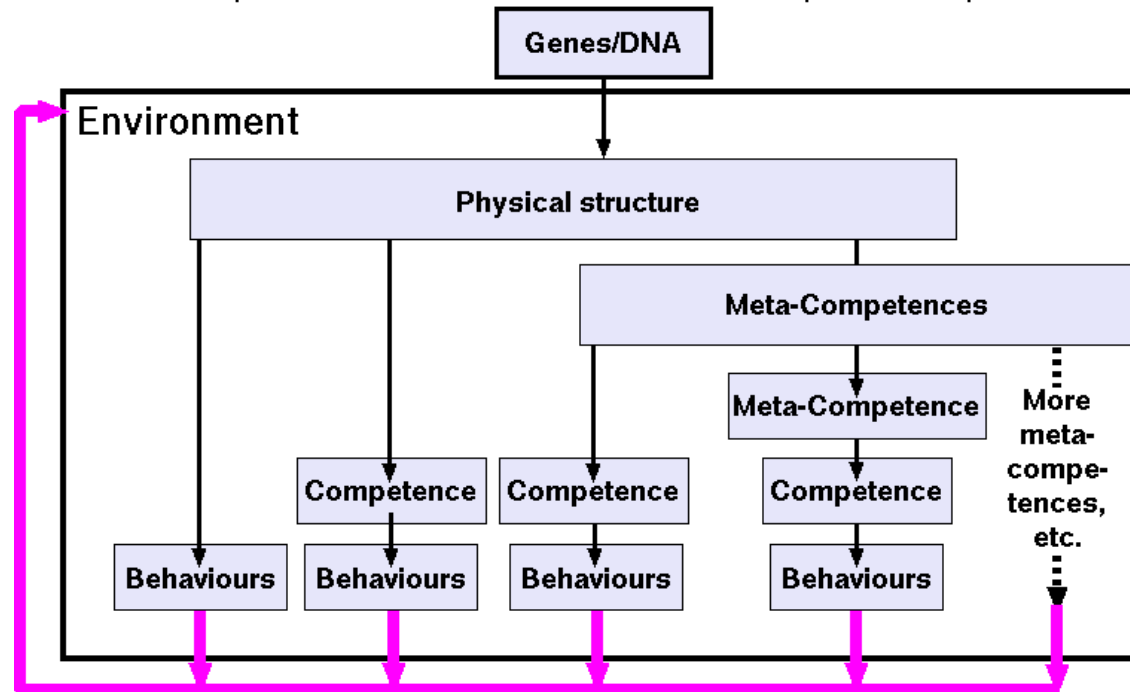 Genes/DNA
Environment
Physical structure
Meta-Competences
Meta-Competence
More
meta-
compe-
tences,
etc.
Competence
Competence
Competence
Behaviours
Behaviours
Behaviours
Behaviours